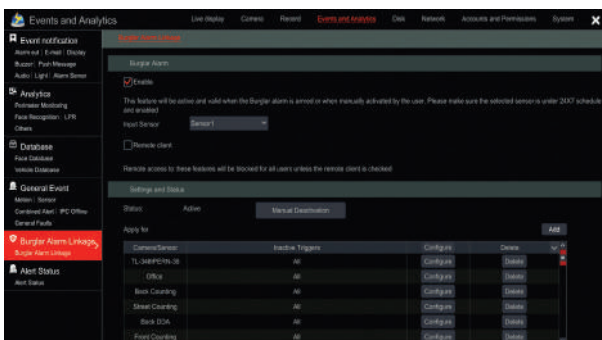 Events and Analytics
Live display Camera Record Events and Analytics Disk Network Accounts and Permissions System
Event notification
Alarm out | E-mail | Display
Buzzer | Push Message
Audio | Light | Alarm Server
Analytics
Perimeter Monitoring
Face Recognition | LPR
Others
Database
Face Database
Vehicle Database
General Event
Motion | Sensor
Combined Alert | IPC Offline
General Faults
Burglar Alarm Linkage
Burglar Alarm Linkage
Alert Status
Alert Status
Burglar Alarm Linkage
Burglar Alarm
Enable
This feature will be active and valid when the Burglar alarm is armed or when manually activated by the user. Please make sure the selected sensor is under 24X7 schedule
and enabled
Input Sensor Sensor1
Remote client
Remote access to these features will be blocked for all users unless the remote client is checked
Settings and Status
Status: Active Manual Deactivation
Apply for Add
Camera/Sensor Inactive Triggers Configure Delete
All Configure Delete
Office All Configure Delete
Back Counting All Configure Delete
Street Counting All Configure Delete
Back DDA All Configure Delete
Front Counting All Configure Delete